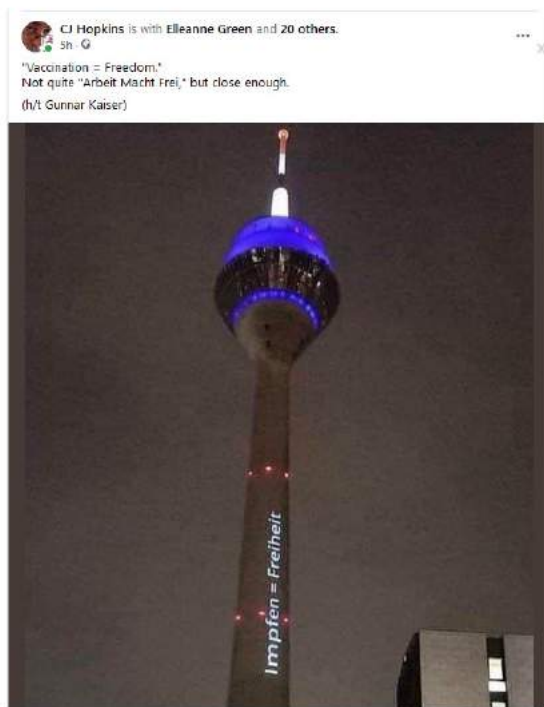 CJ Hopkins is with Elleanne Green and 20 others.
5h ·
"Vaccination = Freedom."
Not quite "Arbeit Macht Frei," but close enough.
(h/t Gunnar Kaiser)
Impfen = Freiheit